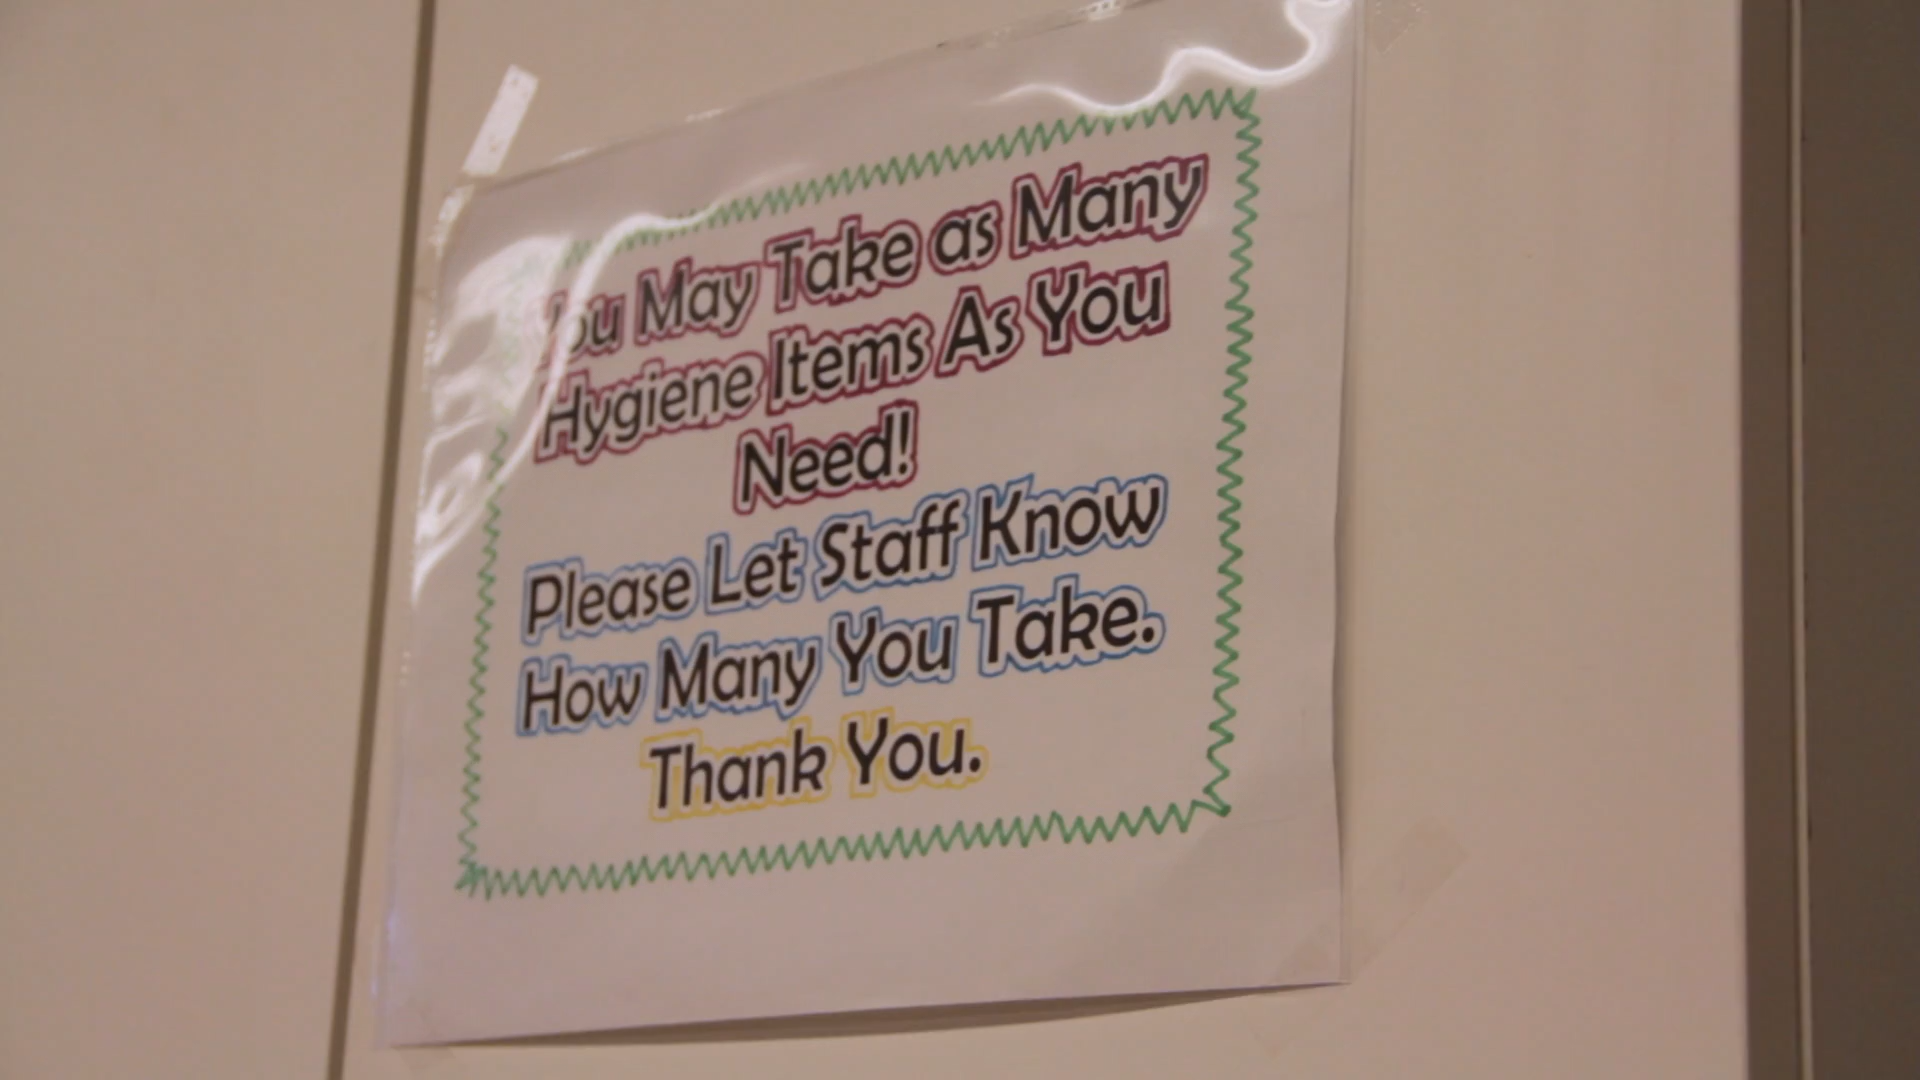 You May Take as Many
Hygiene Items As You
Need!
Please Let Staff Know
How Many You Take.
Thank You.